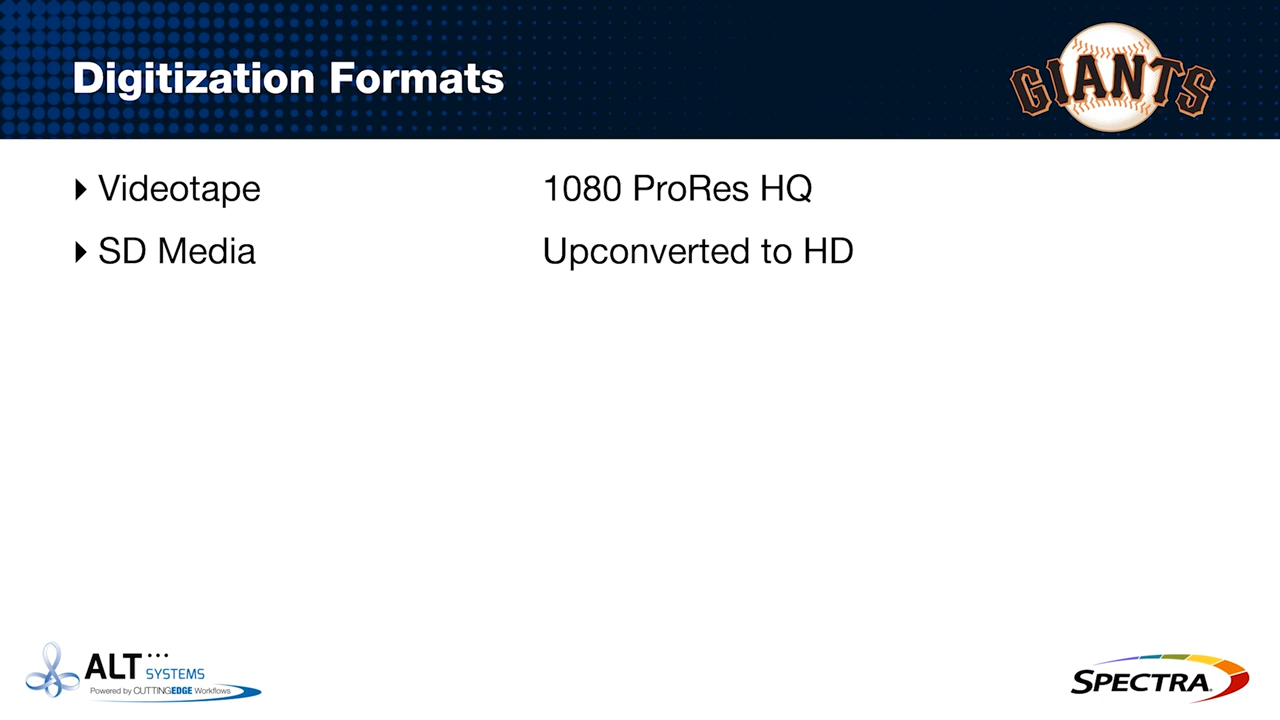 Digitization Formats
GIANTS
Videotape 1080 ProRes HQ
SD Media Upconverted to HD
ALT SYSTEMS
Powered by CUTTINGEDGE Workflows
SPECTRA